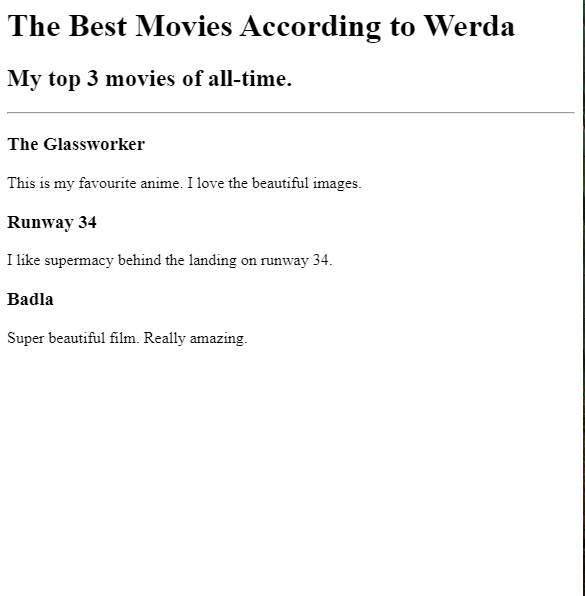 The Best Movies According to Werda
My top 3 movies of all-time.
The Glassworker
This is my favourite anime. I love the beautiful images.
Runway 34
I like supermacy behind the landing on runway 34.
Badla
Super beautiful film. Really amazing.